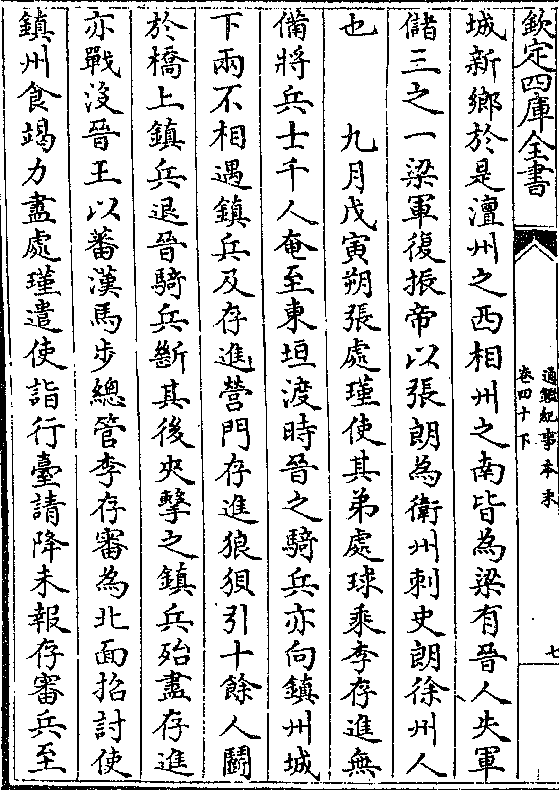 欽定四庫全書
通鑑紀事本末
卷四十下
七
城新鄉於是澶州之西相州之南皆為梁有晉人失軍
儲三之一梁軍復振帝以張朗為衛州刺史朗徐州人
也　　九月戊寅朔張處瑾使其弟處球乘李存進無
備將兵士千人奄至東垣渡時晉之騎兵亦向鎮州城
下兩不相遇鎮兵及存進營門存進狼狽引十餘人鬭
於橋上鎮兵退晉騎兵斷其後夾擊之鎮兵殆盡存進
亦戰沒晉王以蕃漢馬步總管李存審為北面招討使
鎮州食竭力盡處瑾遣使詣行臺請降未報存審兵至